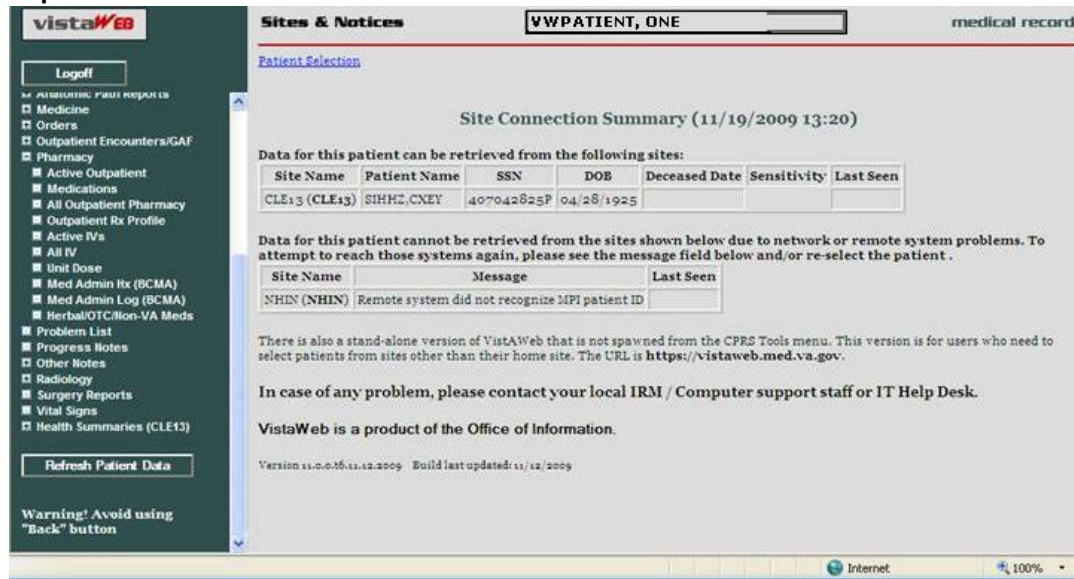 vistaWEB
Sites & Notices
VWPATIENT, ONE
medical record
Logoff
Patient Selection
Anatomic Path Reports
Medicine
Orders
Outpatient Encounters/GAF
Pharmacy
Active Outpatient
Medications
All Outpatient Pharmacy
Outpatient Rx Profile
Active IVs
All IV
Unit Dose
Med Admin Hx (BCMA)
Med Admin Log (BCMA)
Herbal/OTC/Non-VA Meds
Problem List
Progress Notes
Other Notes
Radiology
Surgery Reports
Vital Signs
Health Summaries (CLE13)
Refresh Patient Data
Warning! Avoid using
"Back" button
Site Connection Summary (11/19/2009 13:20)
Data for this patient can be retrieved from the following sites:
Site Name Patient Name SSN DOB Deceased Date Sensitivity Last Seen
CLE13 (CLE13) SIHHZ,CXEY 407042825P 04/28/1925
Data for this patient cannot be retrieved from the sites shown below due to network or remote system problems. To
attempt to reach those systems again, please see the message field below and/or re-select the patient .
Site Name Message Last Seen
NHIN (NHIN) Remote system did not recognize MPI patient ID
There is also a stand-alone version of VistAWeb that is not spawned from the CPRS Tools menu. This version is for users who need to
select patients from sites other than their home site. The URL is https://vistaweb.med.va.gov.
In case of any problem, please contact your local IRM / Computer support staff or IT Help Desk.
VistaWeb is a product of the Office of Information.
Version 11.0.0.t6.11.12.2009 Build last updated: 11/12/2009
Internet
100%